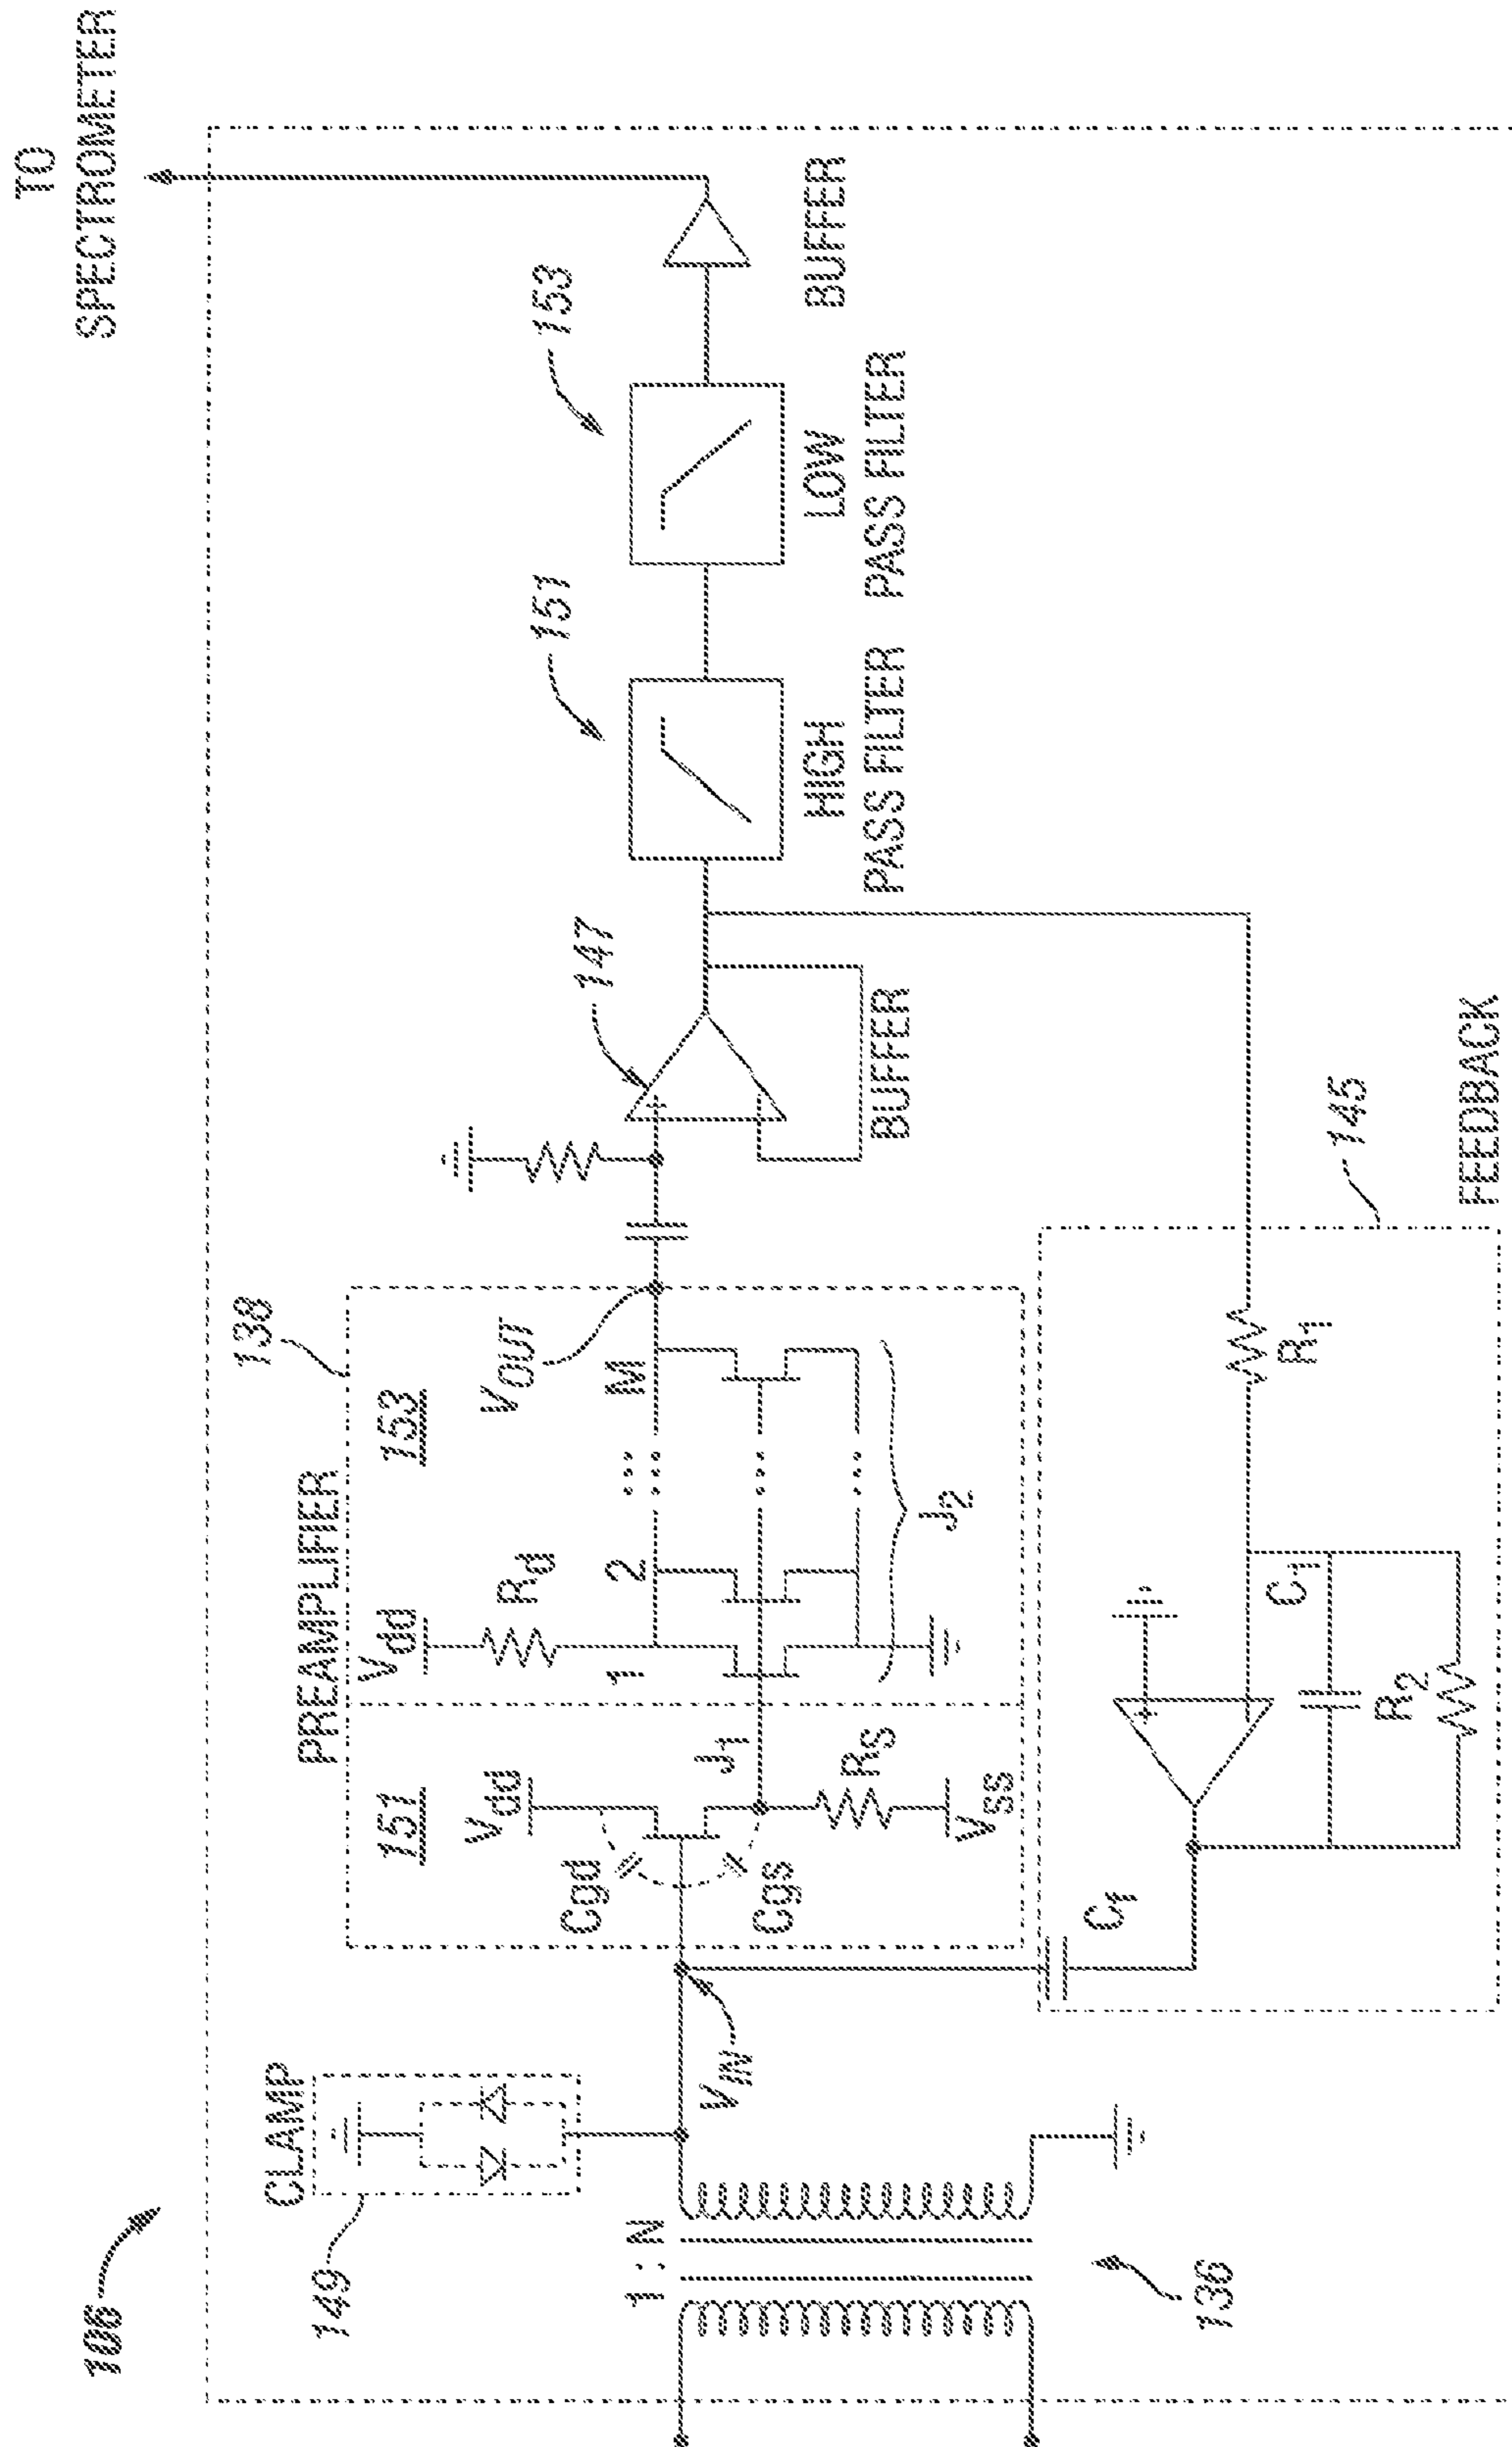 106
TO
SPECTROMETER
CLAMP
149
1 : N
136
VIN
PREAMPLIFIER
138
151
153
Vdd
Cgd
Cgs
J1
RS
VSS
Vdd
Rd
1
2
...
M
J2
VOUT
147
BUFFER
151
HIGH
PASS FILTER
153
LOW
PASS FILTER
BUFFER
Cf
C1
R2
R1
145
FEEDBACK